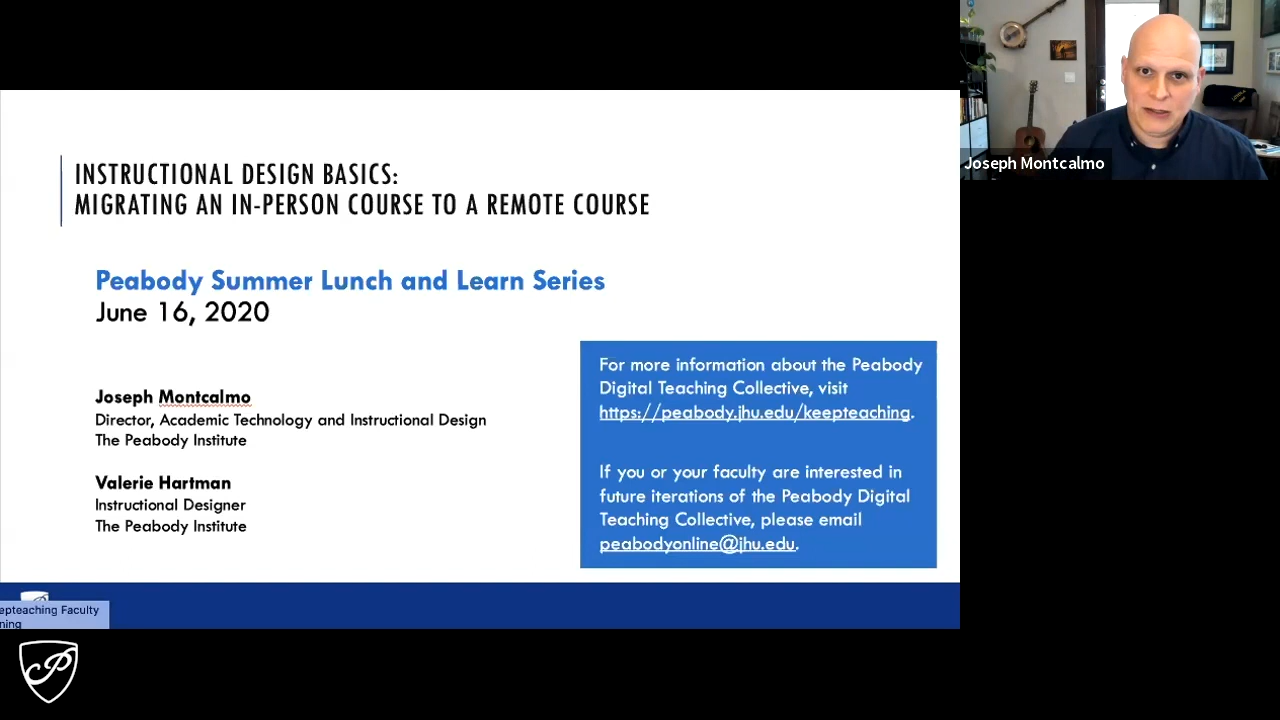 INSTRUCTIONAL DESIGN BASICS:
MIGRATING AN IN-PERSON COURSE TO A REMOTE COURSE
Peabody Summer Lunch and Learn Series
June 16, 2020
Joseph Montcalmo
Director, Academic Technology and Instructional Design
The Peabody Institute
Valerie Hartman
Instructional Designer
The Peabody Institute
For more information about the Peabody
Digital Teaching Collective, visit
https://peabody.jhu.edu/keepteaching.
If you or your faculty are interested in
future iterations of the Peabody Digital
Teaching Collective, please email
peabodyonline@jhu.edu.
epteaching Faculty
ning
P
Joseph Montcalmo